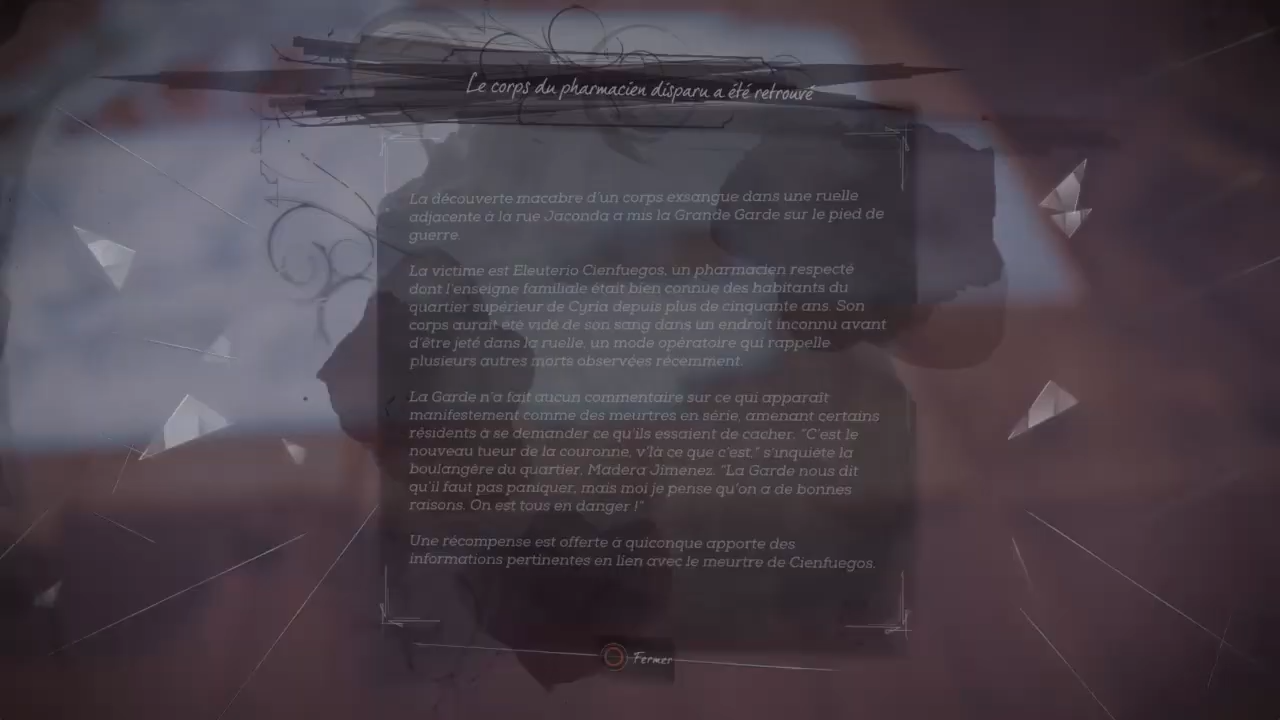 Le corps du pharmacien disparu a été retrouvé
La découverte macabre d'un corps exsangue dans une ruelle
adjacente à la rue Jaconda a mis la Grande Garde sur le pied de
guerre.
La victime est Eleuterio Cienfuegos, un pharmacien respecté
dont l'enseigne familiale était bien connue des habitants du
quartier supérieur de Cyria depuis plus de cinquante ans. Son
corps aurait été vidé de son sang dans un endroit inconnu avant
d'être jeté dans la ruelle, un mode opératoire qui rappelle
plusieurs autres morts observées récemment.
La Garde n'a fait aucun commentaire sur ce qui apparaît
manifestement comme des meurtres en série, amenant certains
résidents à se demander ce qu'ils essaient de cacher. "C'est le
nouveau tueur de la couronne, v'là ce que c'est." s'inquiète la
boulangère du quartier, Madera Jimenez. "La Garde nous dit
qu'il faut pas paniquer, mais moi je pense qu'on a de bonnes
raisons. On est tous en danger !"
Une récompense est offerte à quiconque apporte des
informations pertinentes en lien avec le meurtre de Cienfuegos.
Fermer